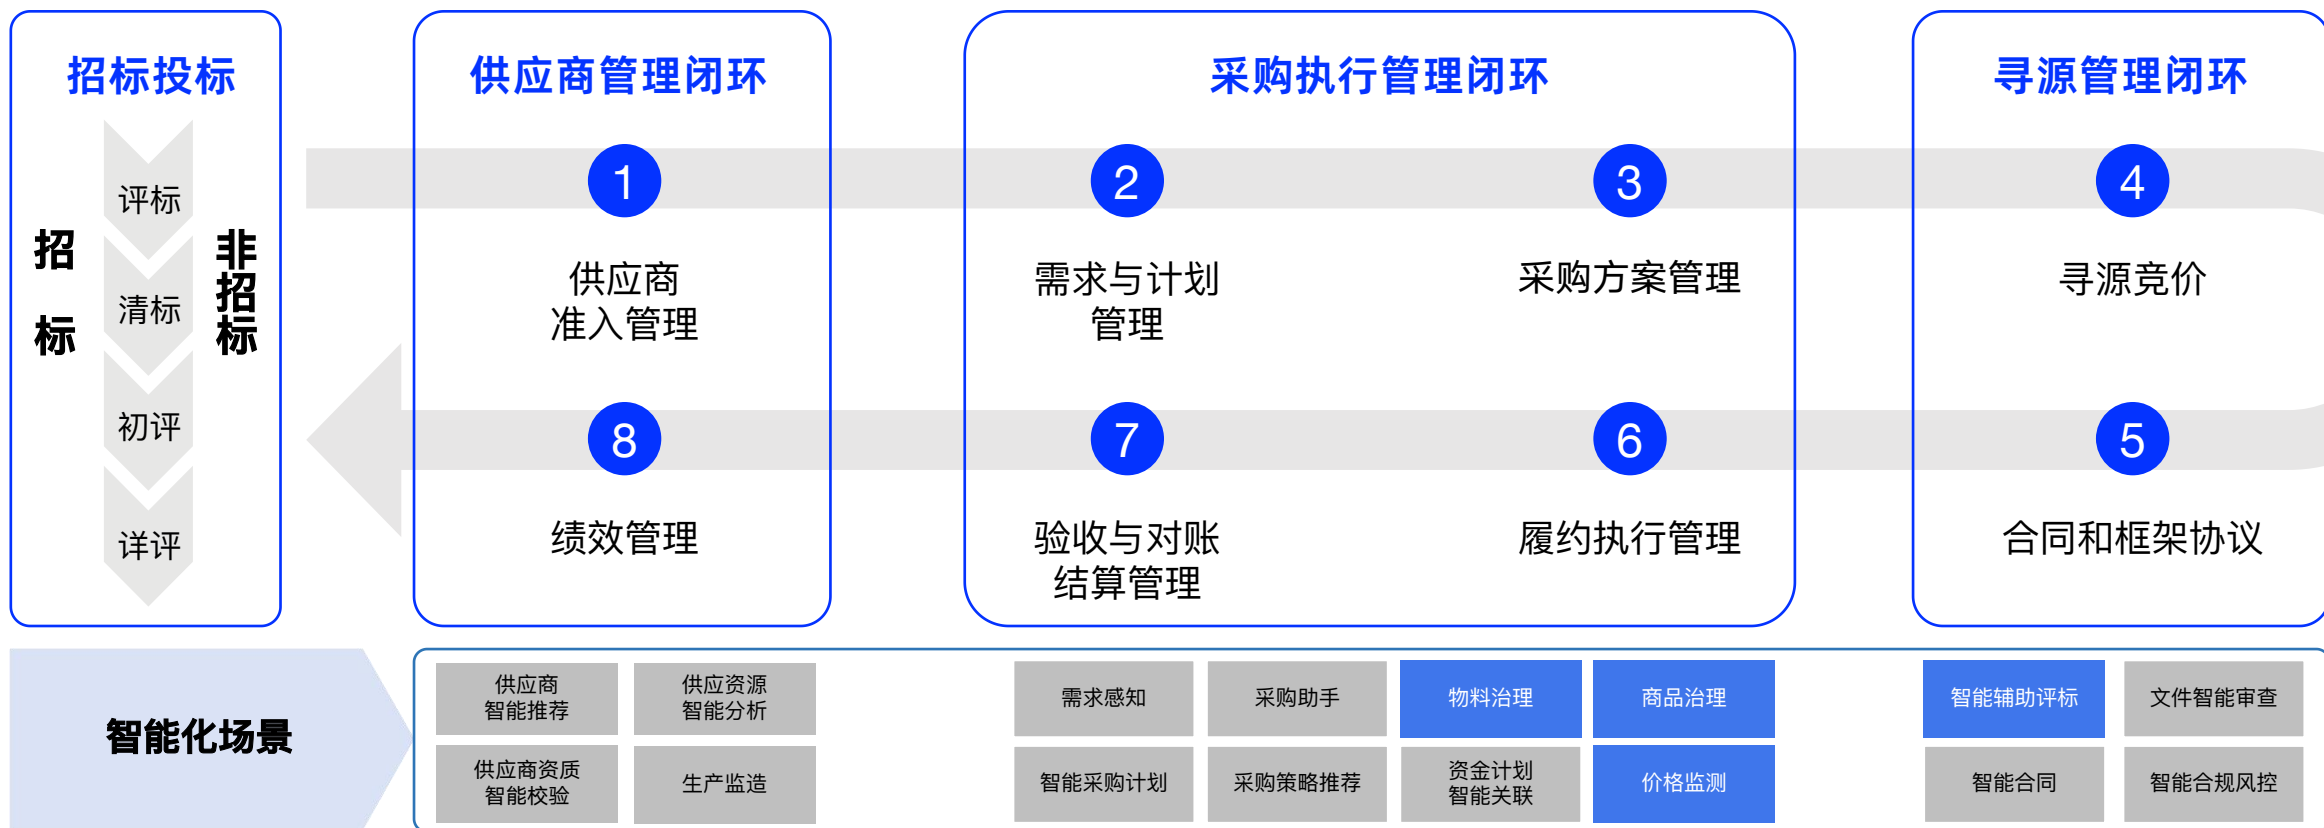 招标投标
招标
非招标
评标
清标
初评
详评
供应商管理闭环
采购执行管理闭环
寻源管理闭环
1
2
3
4
供应商
准入管理
需求与计划
管理
采购方案管理
寻源竞价
8
7
6
5
绩效管理
验收与对账
结算管理
履约执行管理
合同和框架协议
智能化场景
供应商
智能推荐
供应资源
智能分析
供应商资质
智能校验
生产监造
需求感知
采购助手
物料治理
商品治理
智能采购计划
采购策略推荐
资金计划
智能关联
价格监测
智能辅助评标
文件智能审查
智能合同
智能合规风控